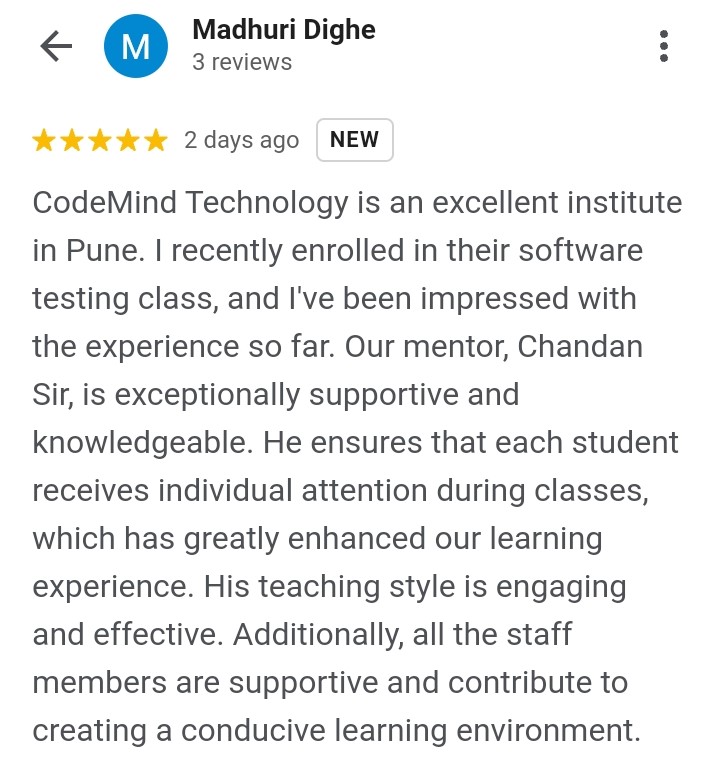 M
Madhuri Dighe
3 reviews
2 days ago NEW
CodeMind Technology is an excellent institute
in Pune. I recently enrolled in their software
testing class, and I've been impressed with
the experience so far. Our mentor, Chandan
Sir, is exceptionally supportive and
knowledgeable. He ensures that each student
receives individual attention during classes,
which has greatly enhanced our learning
experience. His teaching style is engaging
and effective. Additionally, all the staff
members are supportive and contribute to
creating a conducive learning environment.